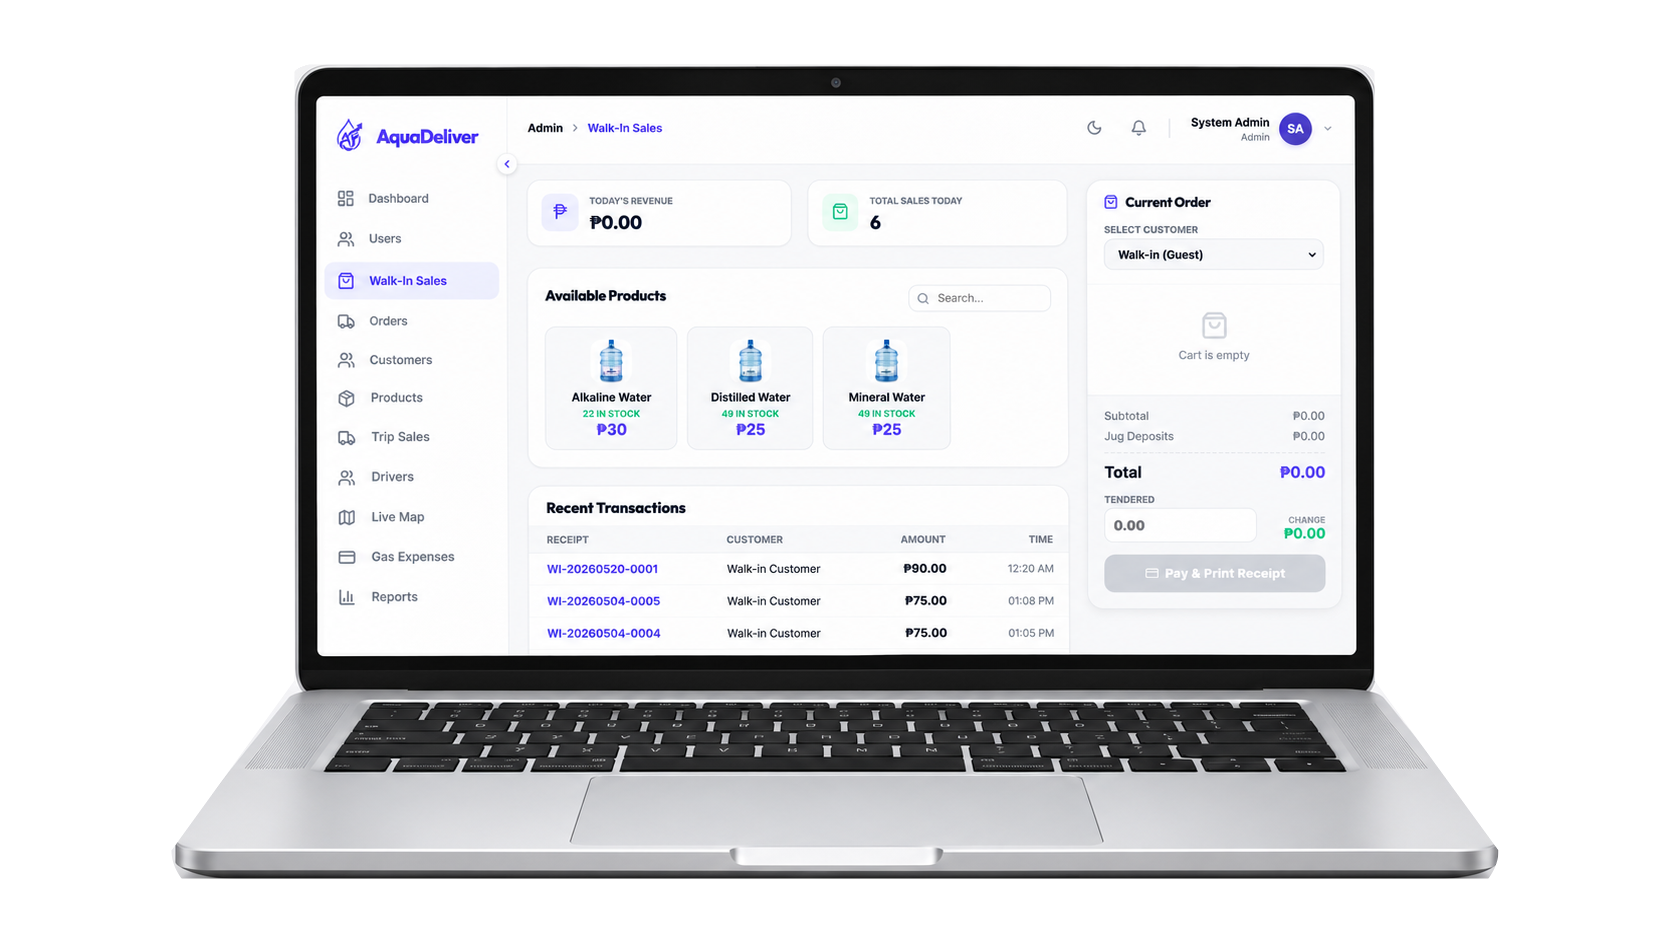 AquaDeliver
Admin > Walk-In Sales
System Admin
Admin
SA
Dashboard
Users
Walk-In Sales
Orders
Customers
Products
Trip Sales
Drivers
Live Map
Gas Expenses
Reports
TODAY'S REVENUE
₱0.00
TOTAL SALES TODAY
6
Available Products
Search...
Alkaline Water
22 IN STOCK
₱30
Distilled Water
49 IN STOCK
₱25
Mineral Water
49 IN STOCK
₱25
Recent Transactions
RECEIPT CUSTOMER AMOUNT TIME
WI-20260520-0001 Walk-in Customer ₱90.00 12:20 AM
WI-20260504-0005 Walk-in Customer ₱75.00 01:08 PM
WI-20260504-0004 Walk-in Customer ₱75.00 01:05 PM
Current Order
SELECT CUSTOMER
Walk-in (Guest)
Cart is empty
Subtotal ₱0.00
Jug Deposits ₱0.00
Total ₱0.00
TENDERED
0.00
CHANGE
₱0.00
Pay & Print Receipt